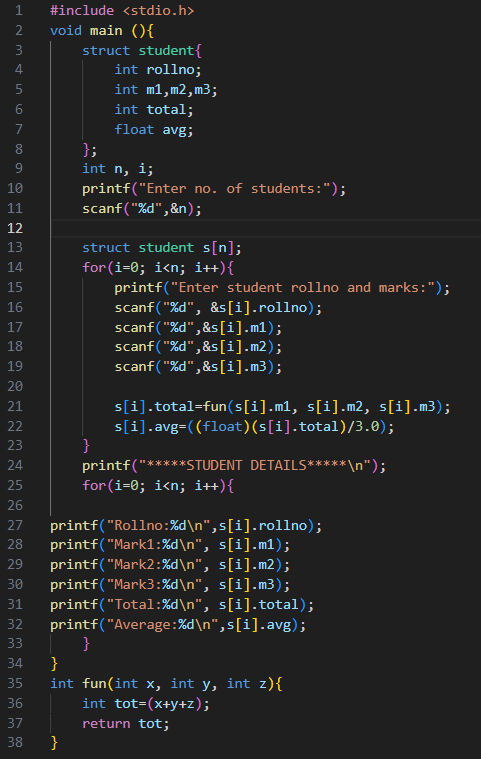 1 #include <stdio.h>
2 void main (){
3     struct student{
4         int rollno;
5         int m1,m2,m3;
6         int total;
7         float avg;
8     };
9     int n, i;
10     printf("Enter no. of students:");
11     scanf("%d",&n);
12
13     struct student s[n];
14     for(i=0; i<n; i++){
15         printf("Enter student rollno and marks:");
16         scanf("%d", &s[i].rollno);
17         scanf("%d",&s[i].m1);
18         scanf("%d",&s[i].m2);
19         scanf("%d",&s[i].m3);
20
21         s[i].total=fun(s[i].m1, s[i].m2, s[i].m3);
22         s[i].avg=((float)(s[i].total)/3.0);
23     }
24     printf("*****STUDENT DETAILS*****\n");
25     for(i=0; i<n; i++){
26
27 printf("Rollno:%d\n",s[i].rollno);
28 printf("Mark1:%d\n", s[i].m1);
29 printf("Mark2:%d\n", s[i].m2);
30 printf("Mark3:%d\n", s[i].m3);
31 printf("Total:%d\n", s[i].total);
32 printf("Average:%d\n",s[i].avg);
33     }
34 }
35 int fun(int x, int y, int z){
36     int tot=(x+y+z);
37     return tot;
38 }